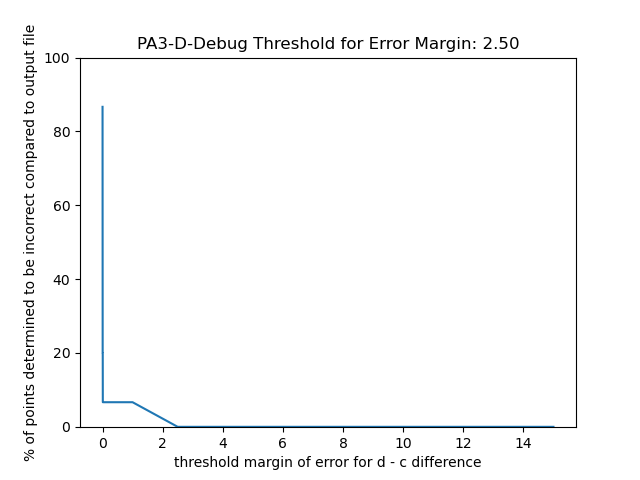 PA3-D-Debug Threshold for Error Margin: 2.50
% of points determined to be incorrect compared to output file
100
80
60
40
20
0
0 2 4 6 8 10 12 14
threshold margin of error for d - c difference